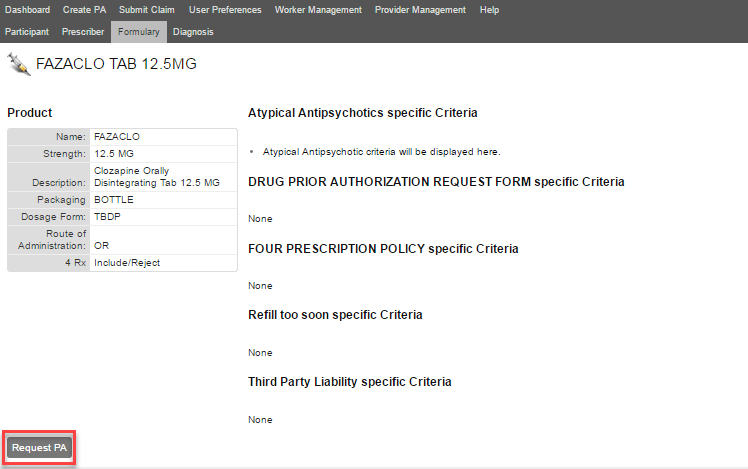 Dashboard Create PA Submit Claim User Preferences Worker Management Provider Management Help
Participant Prescriber Formulary Diagnosis
FAZACLO TAB 12.5MG
Product
Name: FAZACLO
Strength: 12.5 MG
Description: Clozapine Orally
Disintegrating Tab 12.5 MG
Packaging BOTTLE
Dosage Form: TBDP
Route of
Administration: OR
4 Rx Include/Reject
Atypical Antipsychotics specific Criteria
• Atypical Antipsychotic criteria will be displayed here.
DRUG PRIOR AUTHORIZATION REQUEST FORM specific Criteria
None
FOUR PRESCRIPTION POLICY specific Criteria
None
Refill too soon specific Criteria
None
Third Party Liability specific Criteria
None
Request PA